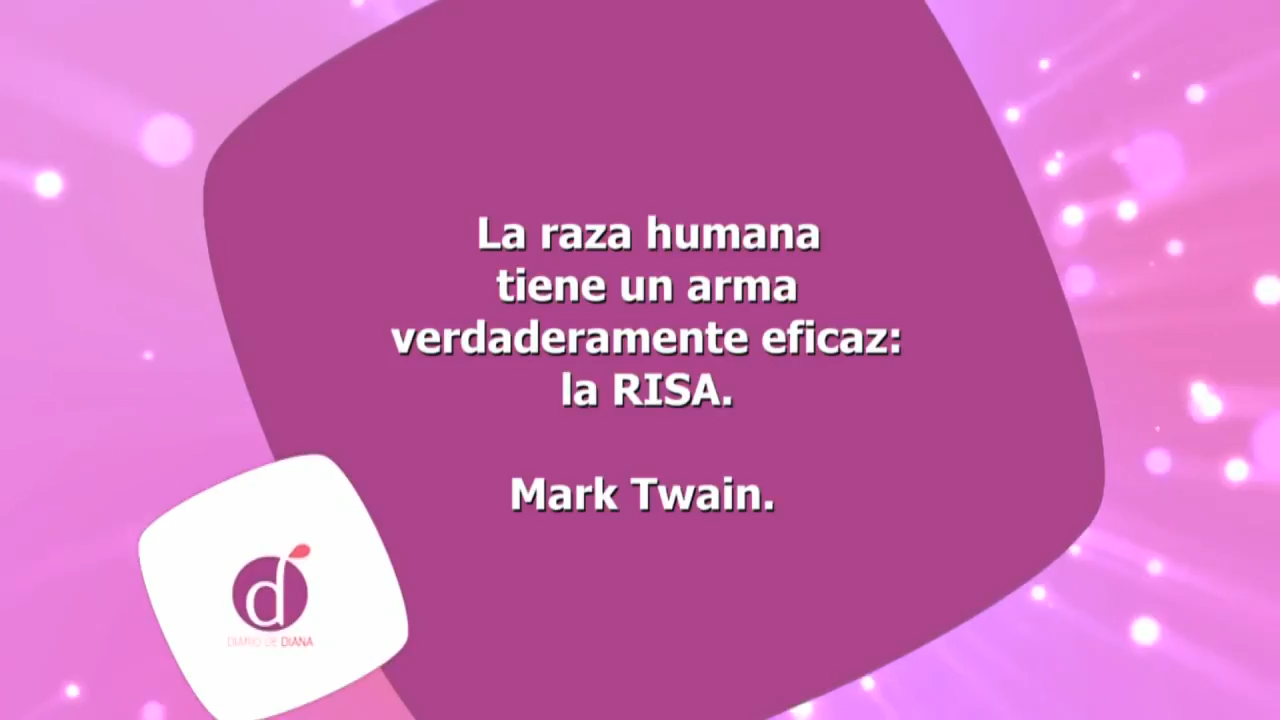 La raza humana
tiene un arma
verdaderamente eficaz:
la RISA.
Mark Twain.
d
DIARIO DE DIANA